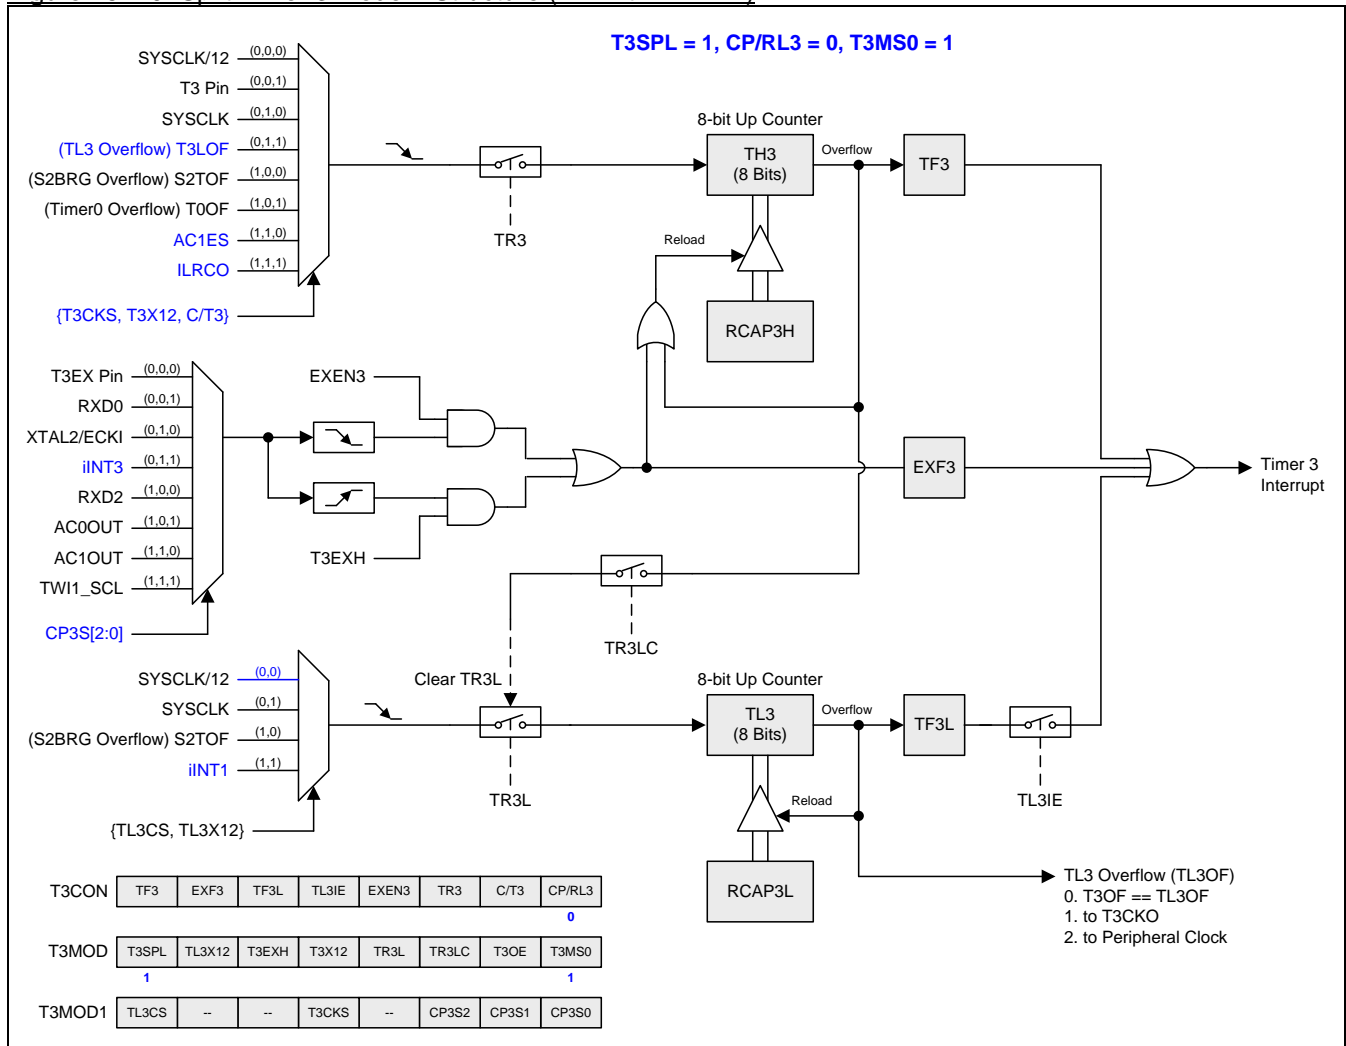 T3SPL = 1, CP/RL3 = 0, T3MS0 = 1
SYSCLK/12 (0,0,0)
T3 Pin (0,0,1)
SYSCLK (0,1,0)
(TL3 Overflow) T3LOF (0,1,1)
(S2BRG Overflow) S2TOF (1,0,0)
(Timer0 Overflow) T0OF (1,0,1)
AC1ES (1,1,0)
ILRCO (1,1,1)
{T3CKS, T3X12, C/T3}
TR3
8-bit Up Counter
TH3
(8 Bits)
Overflow
TF3
Reload
RCAP3H
T3EX Pin (0,0,0)
RXD0 (0,0,1)
XTAL2/ECKI (0,1,0)
iINT3 (0,1,1)
RXD2 (1,0,0)
AC0OUT (1,0,1)
AC1OUT (1,1,0)
TWI1_SCL (1,1,1)
CP3S[2:0]
EXEN3
T3EXH
EXF3
Timer 3
Interrupt
TR3LC
Clear TR3L
SYSCLK/12 (0,0)
SYSCLK (0,1)
(S2BRG Overflow) S2TOF (1,0)
iINT1 (1,1)
{TL3CS, TL3X12}
TR3L
8-bit Up Counter
TL3
(8 Bits)
Overflow
TF3L
TL3IE
Reload
RCAP3L
TL3 Overflow (TL3OF)
0. T3OF == TL3OF
1. to T3CKO
2. to Peripheral Clock
T3CON TF3 EXF3 TF3L TL3IE EXEN3 TR3 C/T3 CP/RL3
0
T3MOD T3SPL TL3X12 T3EXH T3X12 TR3L TR3LC T3OE T3MS0
1 1
T3MOD1 TL3CS -- -- T3CKS -- CP3S2 CP3S1 CP3S0